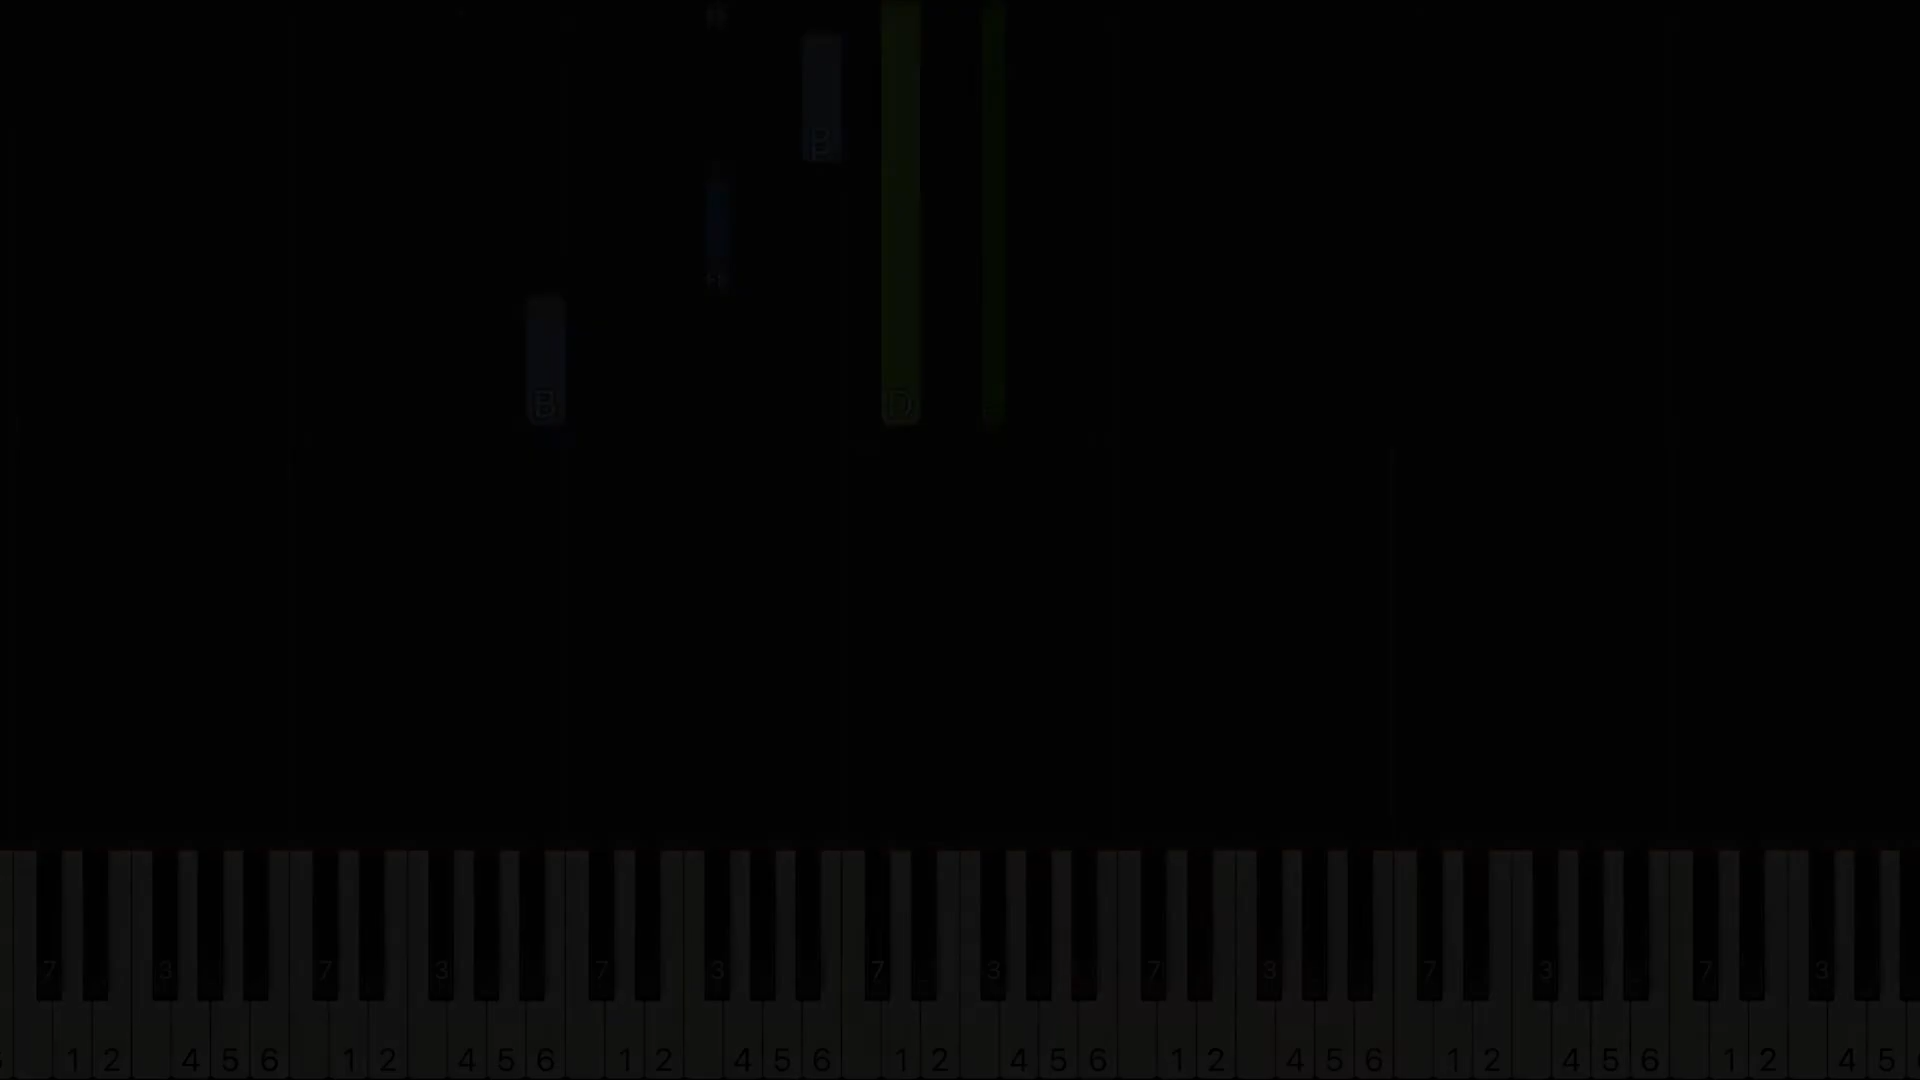 B
B D
7 3 7 3 7 3 7 3 7 3 7 3 7 3
1 2 4 5 6 1 2 4 5 6 1 2 4 5 6 1 2 4 5 6 1 2 4 5 6 1 2 4 5 6 1 2 4 5